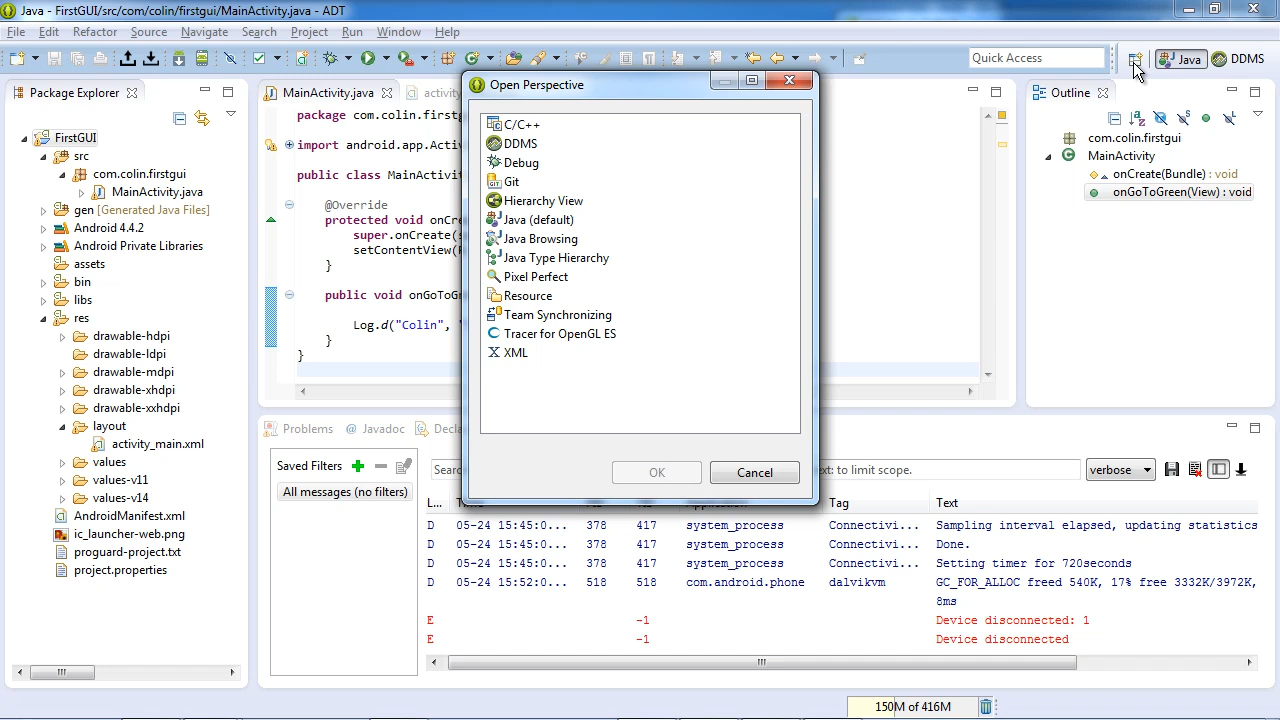 Java - FirstGUI/src/com/colin/firstgui/MainActivity.java - ADT
File Edit Refactor Source Navigate Search Project Run Window Help
Quick Access
Java
DDMS
Package Explorer
FirstGUI
src
com.colin.firstgui
MainActivity.java
gen [Generated Java Files]
Android 4.4.2
Android Private Libraries
assets
bin
libs
res
drawable-hdpi
drawable-ldpi
drawable-mdpi
drawable-xhdpi
drawable-xxhdpi
layout
activity_main.xml
values
values-v11
values-v14
AndroidManifest.xml
ic_launcher-web.png
proguard-project.txt
project.properties
MainActivity.java
package com.colin.firstg
import android.app.Acti
public class MainActivi
@Override
protected void onCre
super.onCreate(s
setContentView(
}
public void onGoToGr
Log.d("Colin", "
}
}
Open Perspective
C/C++
DDMS
Debug
Git
Hierarchy View
Java (default)
Java Browsing
Java Type Hierarchy
Pixel Perfect
Resource
Team Synchronizing
Tracer for OpenGL ES
XML
OK
Cancel
Outline
com.colin.firstgui
MainActivity
onCreate(Bundle) : void
onGoToGreen(View) : void
Problems
@ Javadoc
Decla
Saved Filters
All messages (no filters)
Sear
text: to limit scope.
verbose
L...
Tag
Text
D 05-24 15:45:0... 378 417 system_process Connectivi... Sampling interval elapsed, updating statistics
D 05-24 15:45:0... 378 417 system_process Connectivi... Done.
D 05-24 15:45:0... 378 417 system_process Connectivi... Setting timer for 720seconds
D 05-24 15:52:0... 518 518 com.android.phone dalvikvm GC_FOR_ALLOC freed 540K, 17% free 3332K/3972K,
8ms
E -1 Device disconnected: 1
E -1 Device disconnected
150M of 416M